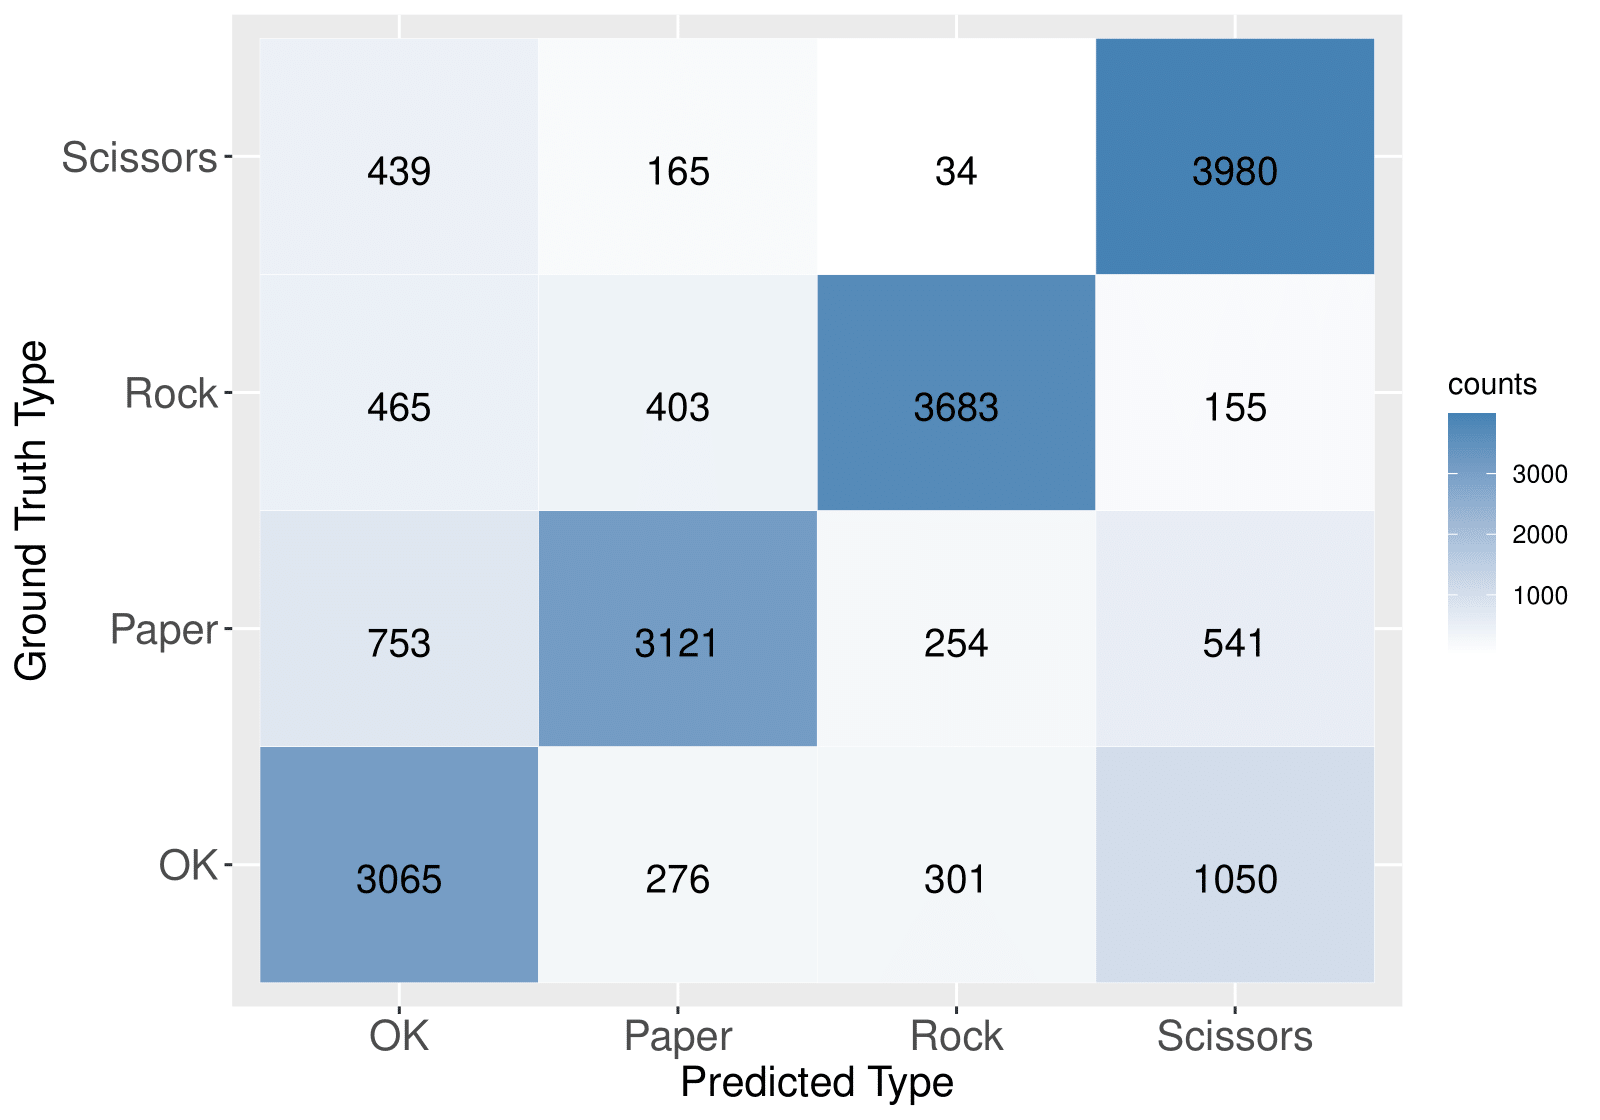 Scissors
439 165 34 3980
Rock
465 403 3683 155
Paper
753 3121 254 541
OK
3065 276 301 1050
OK Paper Rock Scissors
Predicted Type
Ground Truth Type
counts
3000
2000
1000